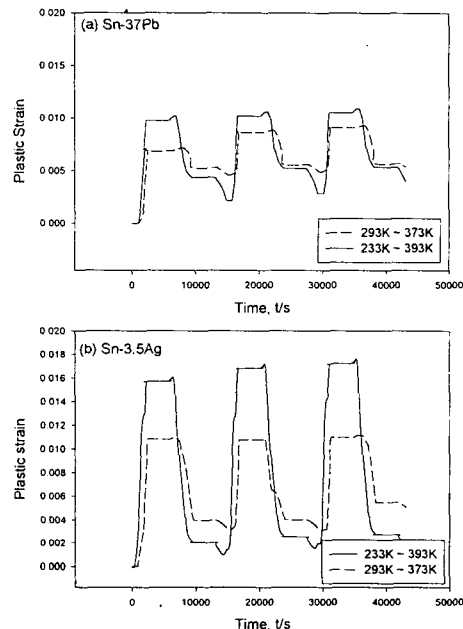 (a) Sn-37Pb
0 020
0 015
0 010
0 005
0 000
Plastic Strain
293K ~ 373K
233K ~ 393K
0 10000 20000 30000 40000 50000
Time, t/s
(b) Sn-3.5Ag
0 020
0 018
0 016
0 014
0 012
0 010
0 008
0 006
0 004
0 002
0 000
Plastic strain
233K ~ 393K
293K ~ 373K
0 10000 20000 30000 40000 50000
Time, t/s